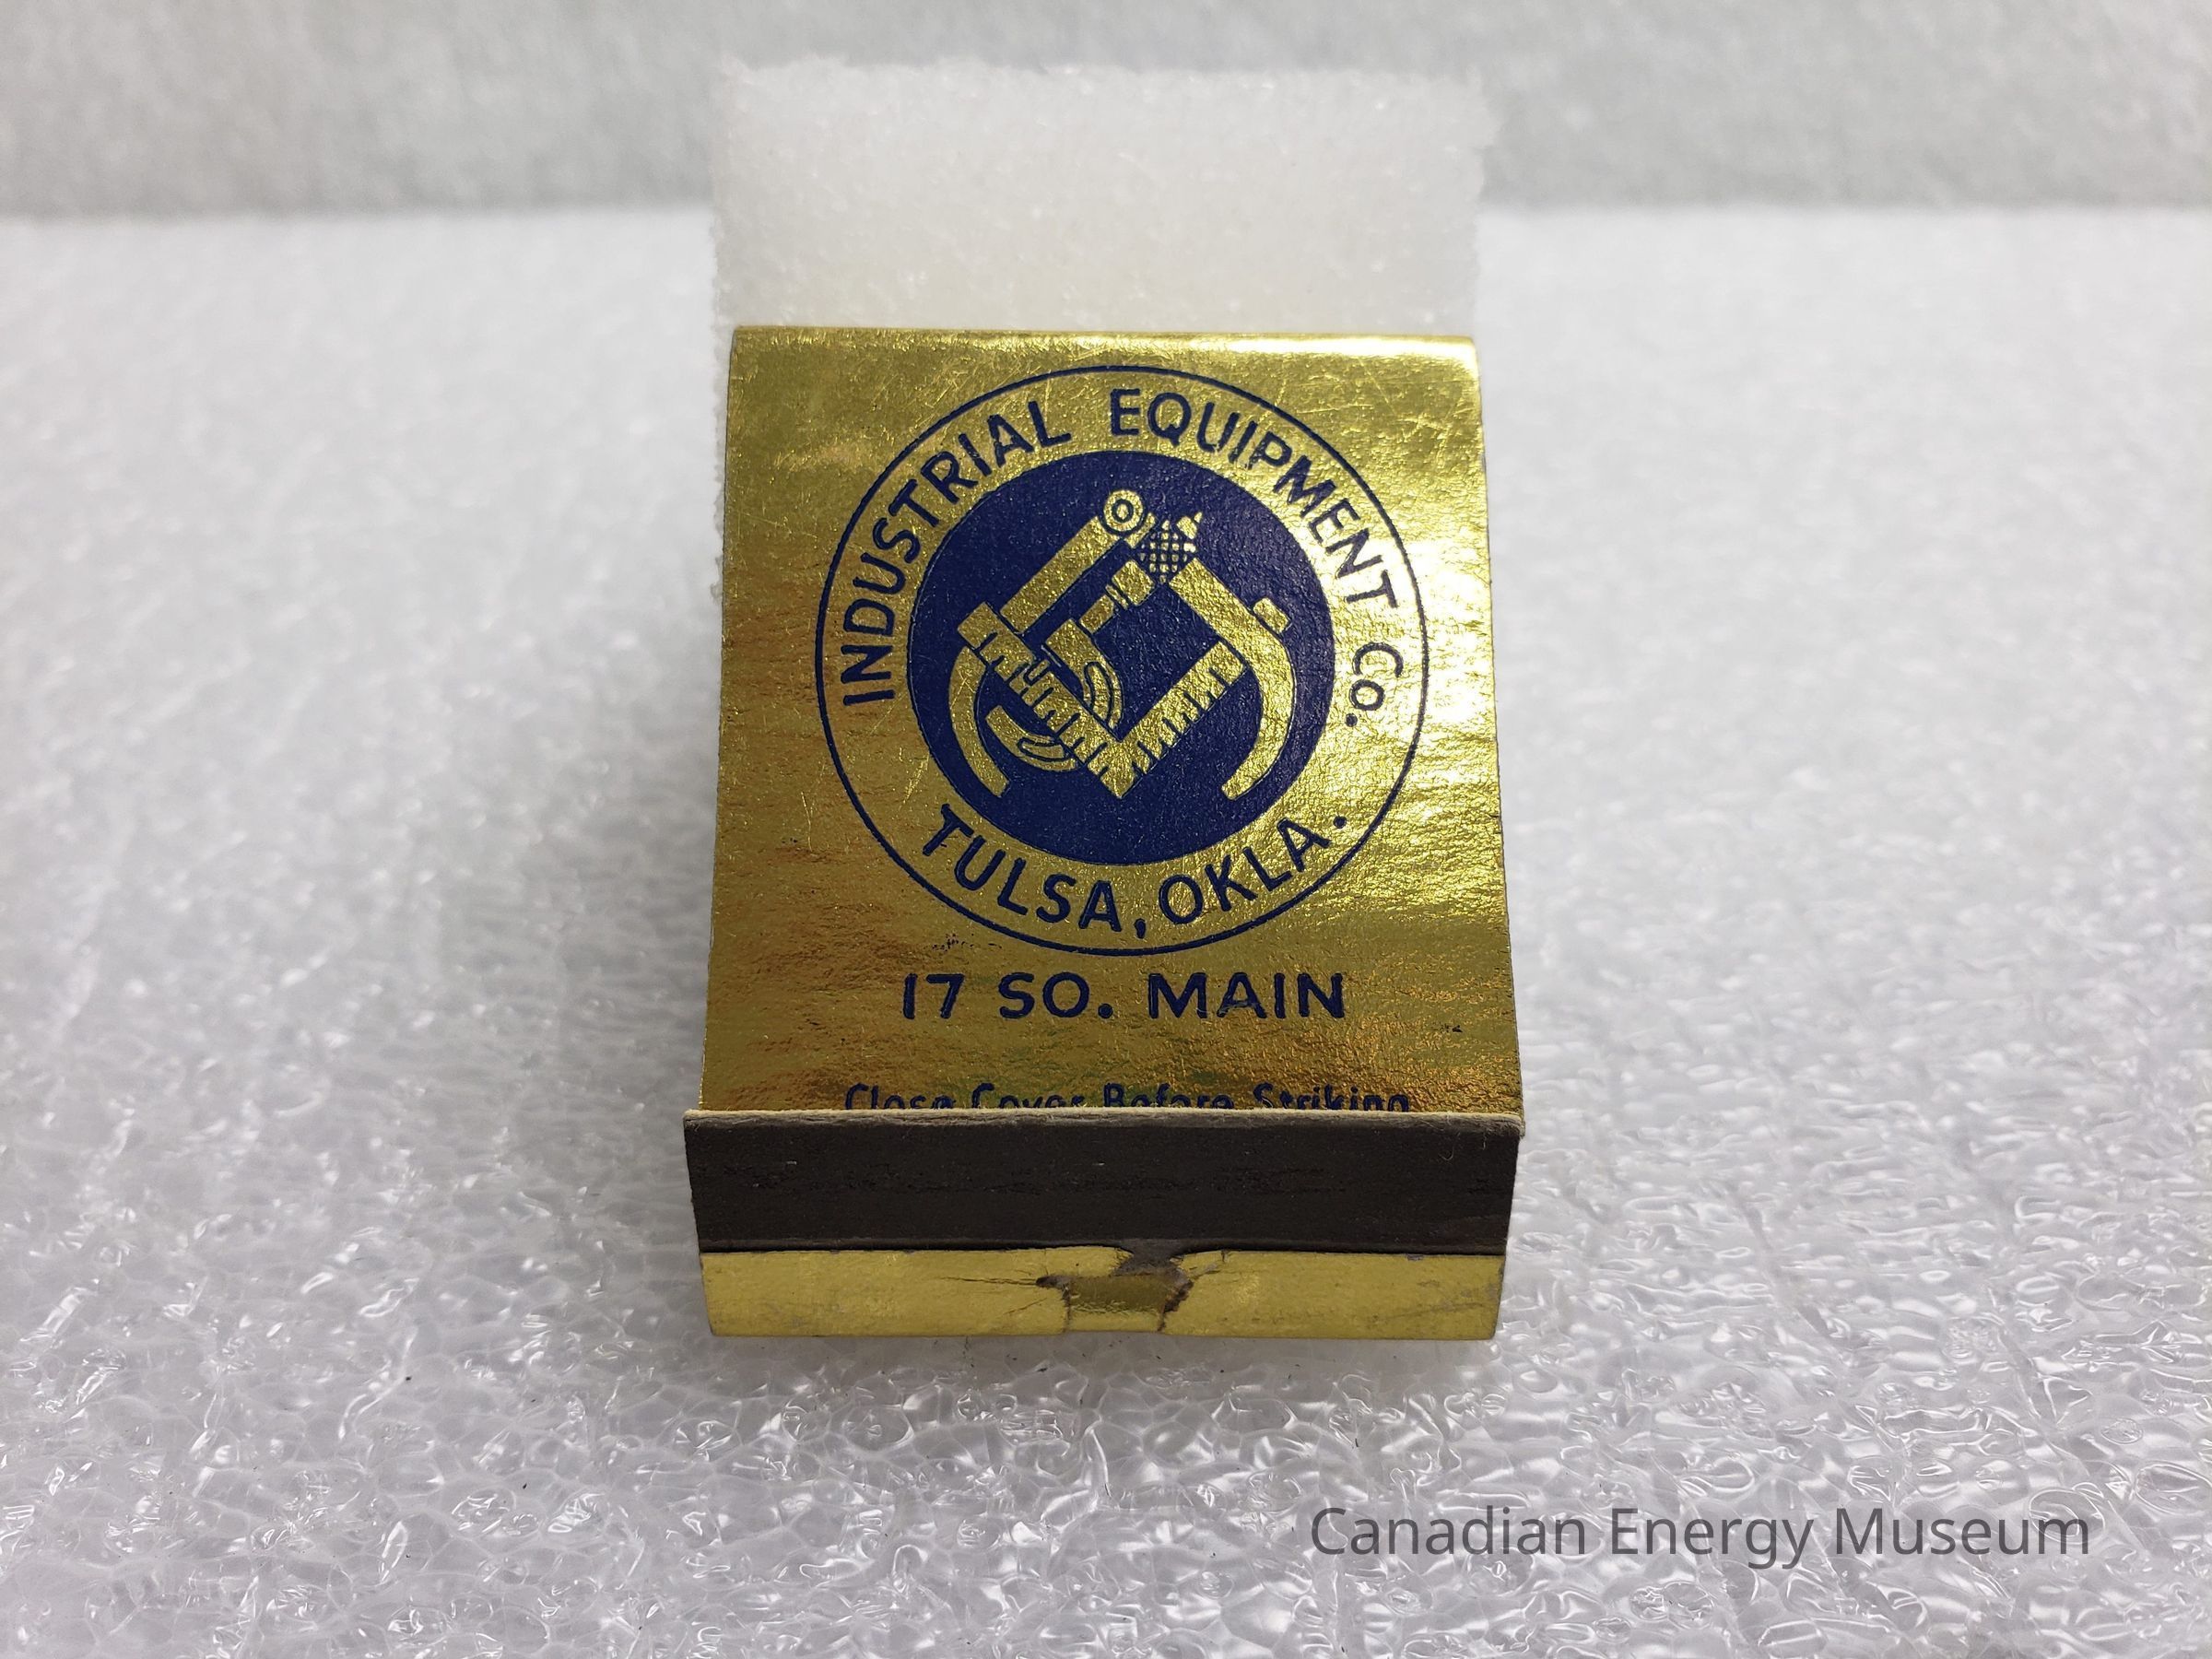 INDUSTRIAL EQUIPMENT Co.
TULSA, OKLA.
17 SO. MAIN
Close Cover Before Striking
Canadian Energy Museum